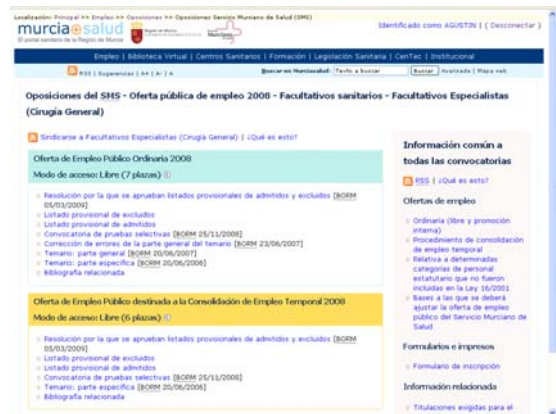 Localización: Principal >> Empleo >> Oposiciones >> Oposiciones Servicio Murciano de Salud (SMS)
murciasalud
El portal sanitario de la Región de Murcia
Región de Murcia
Identificado como AGUSTIN | ( Desconectar )
Empleo | Biblioteca Virtual | Centros Sanitarios | Formación | Legislación Sanitaria | CenTec | Institucional
RSS | Sugerencias | A+ | A- | A
Buscar en Murciasalud: Texto a buscar Buscar Avanzada | Mapa web
Oposiciones del SMS - Oferta pública de empleo 2008 - Facultativos sanitarios - Facultativos Especialistas
(Cirugía General)
Sindicarse a Facultativos Especialistas (Cirugía General) | ¿Qué es esto?
Oferta de Empleo Público Ordinaria 2008
Modo de acceso: Libre (7 plazas)
Resolución por la que se aprueban listados provisionales de admitidos y excluidos [BORM
05/03/2009]
Listado provisional de excluidos
Listado provisional de admitidos
Convocatoria de pruebas selectivas [BORM 25/11/2008]
Corrección de errores de la parte general del temario [BORM 23/06/2007]
Temario: parte general [BORM 20/06/2007]
Temario: parte específica [BORM 20/06/2006]
Bibliografía relacionada
Oferta de Empleo Público destinada a la Consolidación de Empleo Temporal 2008
Modo de acceso: Libre (6 plazas)
Resolución por la que se aprueban listados provisionales de admitidos y excluidos [BORM
05/03/2009]
Listado provisional de excluidos
Listado provisional de admitidos
Convocatoria de pruebas selectivas [BORM 25/11/2008]
Temario: parte específica [BORM 20/06/2006]
Bibliografía relacionada
Información común a
todas las convocatorias
RSS | ¿Qué es esto?
Ofertas de empleo
Ordinaria (libre y promoción
interna)
Procedimiento de consolidación
de empleo temporal
Relativa a determinadas
categorías de personal
estatutario que no fueron
incluidas en la Ley 16/2001
Bases a las que se deberá
ajustar la oferta de empleo
público del Servicio Murciano de
Salud
Formularios e impresos
Formulario de inscripción
Información relacionada
Titulaciones exigidas para el